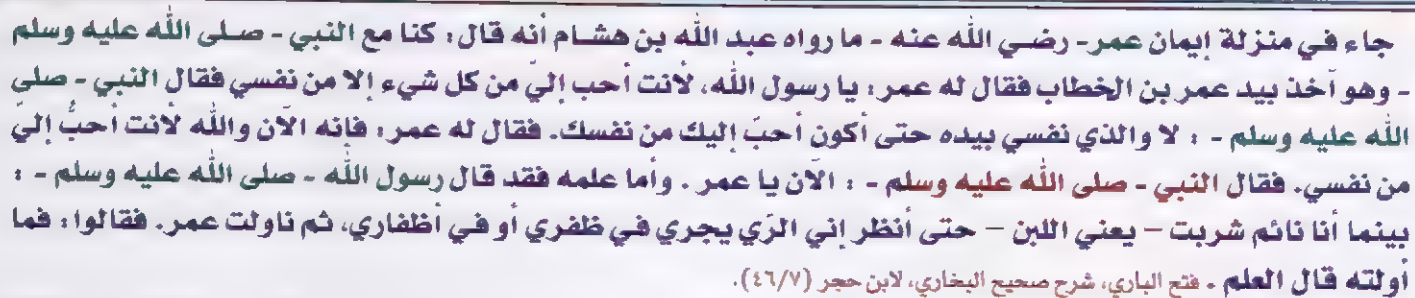 جاء في منزلة إيمان عمر- رضي الله عنه - ما رواه عبد الله بن هشام أنه قال: كنا مع النبي - صلى الله عليه وسلم
- وهو آخذ بيد عمر بن الخطاب فقال له عمر: يا رسول الله، لأنت أحب إليّ من كل شيء إلا من نفسي فقال النبي - صلى
الله عليه وسلم - : لا والذي نفسي بيده حتى أكون أحبّ إليك من نفسك. فقال له عمر: فإنه الآن والله لأنت أحبُّ إليّ
من نفسي. فقال النبي - صلى الله عليه وسلم - : الآن يا عمر . وأما علمه فقد قال رسول الله - صلى الله عليه وسلم - :
بينما أنا نائم شربت – يعني اللبن – حتى أنظر إني الرّي يجري في ظفري أو في أظفاري، ثم ناولت عمر. فقالوا: فما
أولته قال العلم . فتح الباري، شرح صحيح البخاري، لابن حجر (٤٦/٧).